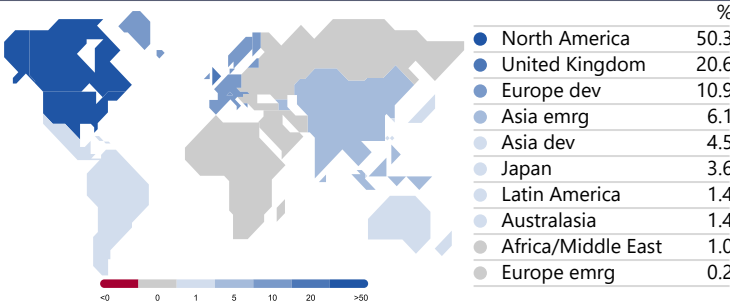 %
North America 50.3
United Kingdom 20.6
Europe dev 10.9
Asia emrg 6.1
Asia dev 4.5
Japan 3.6
Latin America 1.4
Australasia 1.4
Africa/Middle East 1.0
Europe emrg 0.2
<0 0 1 5 10 20 >50